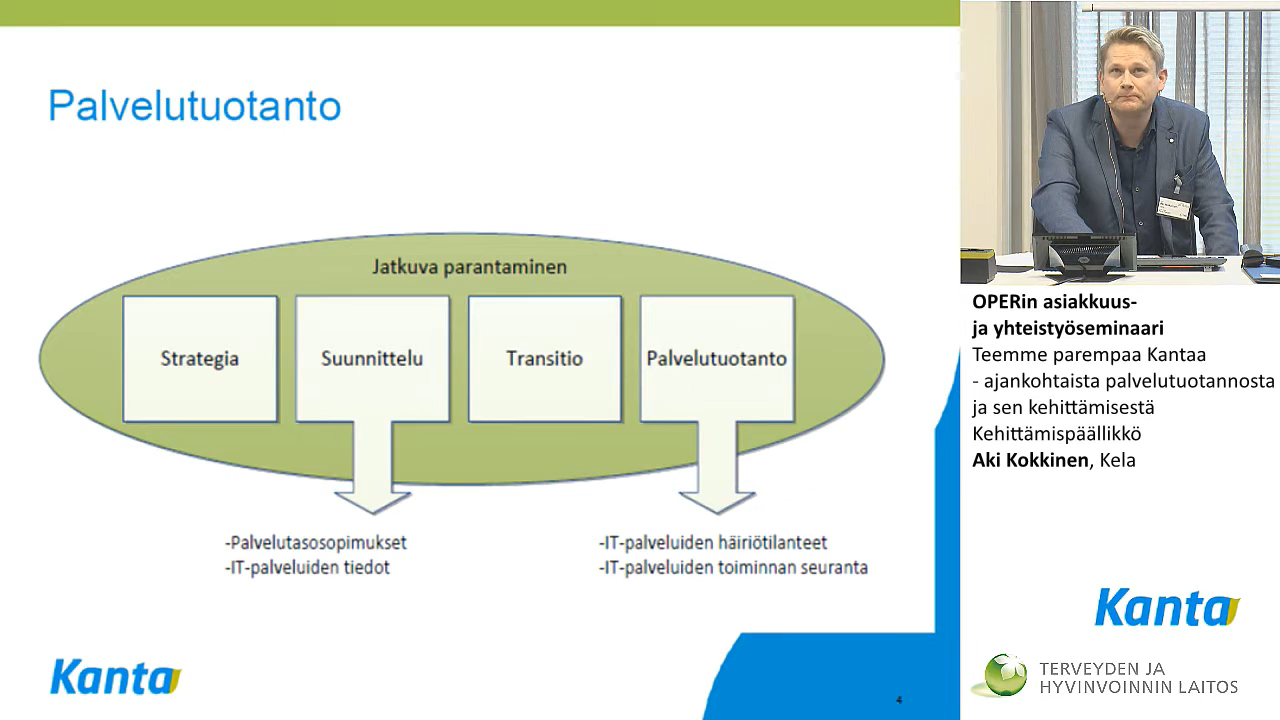 Palvelutuotanto
Jatkuva parantaminen
Strategia
Suunnittelu
Transitio
Palvelutuotanto
-Palvelutasosopimukset
-IT-palveluiden tiedot
-IT-palveluiden häiriötilanteet
-IT-palveluiden toiminnan seuranta
Kanta
4
OPERin asiakkuus-
ja yhteistyöseminaari
Teemme parempaa Kantaa
- ajankohtaista palvelutuotannosta
ja sen kehittämisestä
Kehittämispäällikkö
Aki Kokkinen, Kela
Kanta
TERVEYDEN JA
HYVINVOINNIN LAITOS